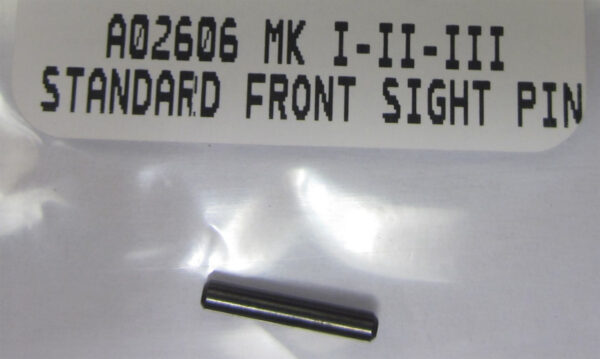 A02606 MK I-II-III
STANDARD FRONT SIGHT PIN